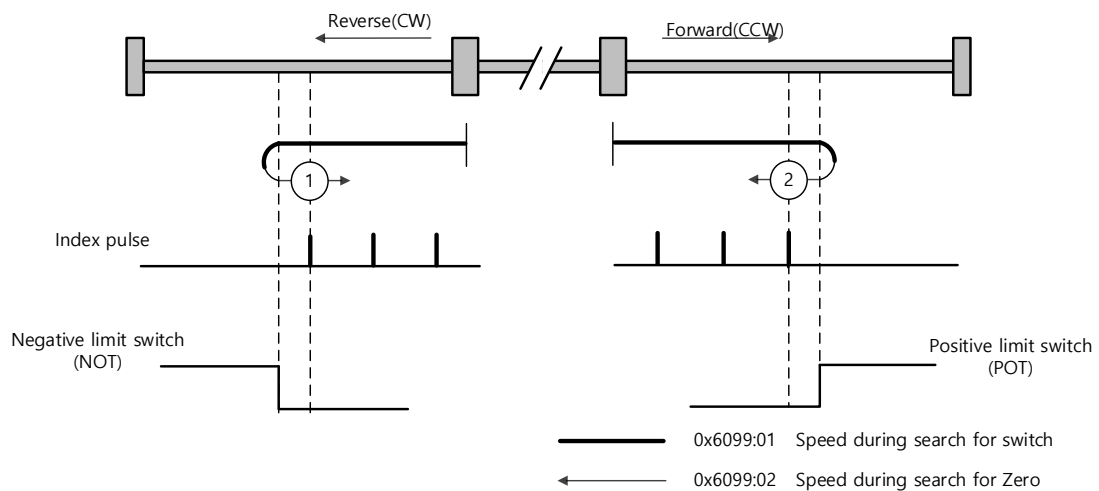 Reverse(CW)
Forward(CCW)
1
2
Index pulse
Negative limit switch
(NOT)
Positive limit switch
(POT)
0x6099:01 Speed during search for switch
0x6099:02 Speed during search for Zero